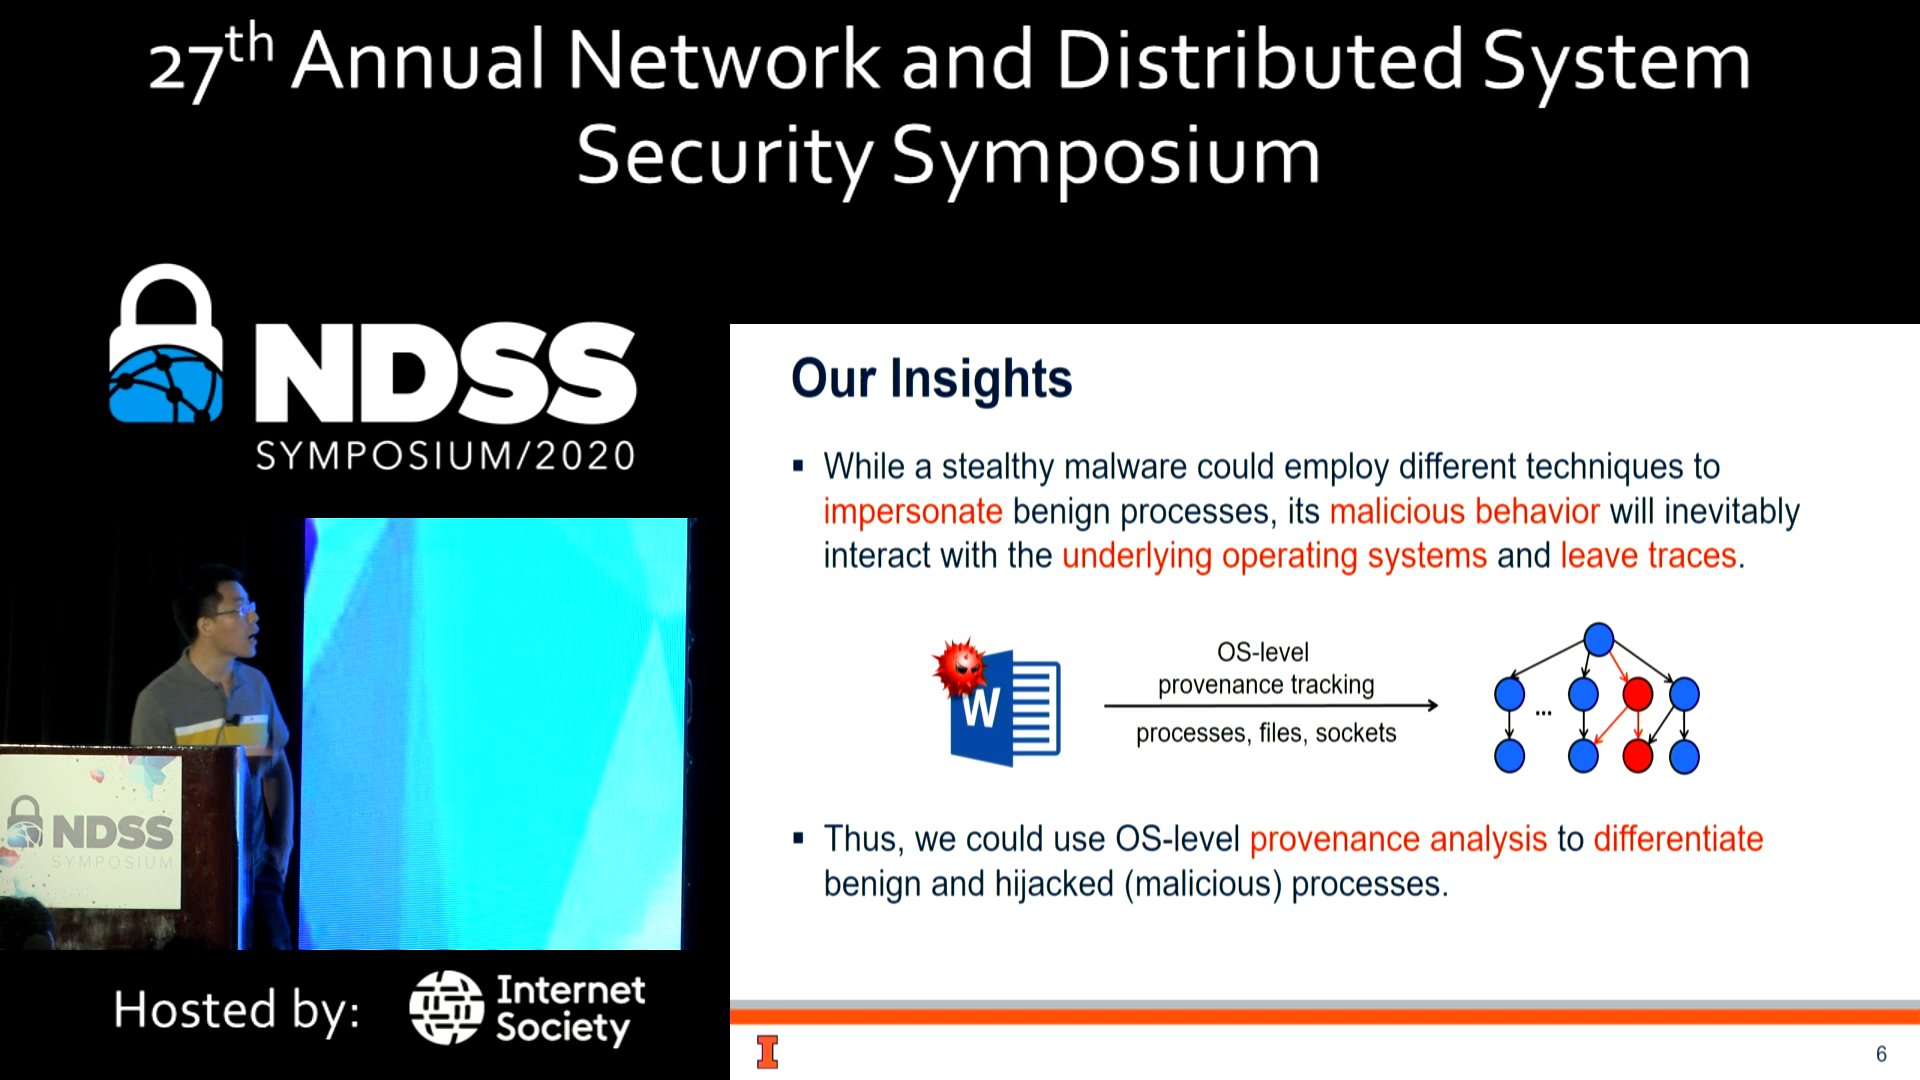 27th Annual Network and Distributed System
Security Symposium
NDSS
SYMPOSIUM/2020
NDSS
SYMPOSIUM
Hosted by:
Internet
Society
Our Insights
▪ While a stealthy malware could employ different techniques to
impersonate benign processes, its malicious behavior will inevitably
interact with the underlying operating systems and leave traces.
W
OS-level
provenance tracking
processes, files, sockets
...
▪ Thus, we could use OS-level provenance analysis to differentiate
benign and hijacked (malicious) processes.
I
6